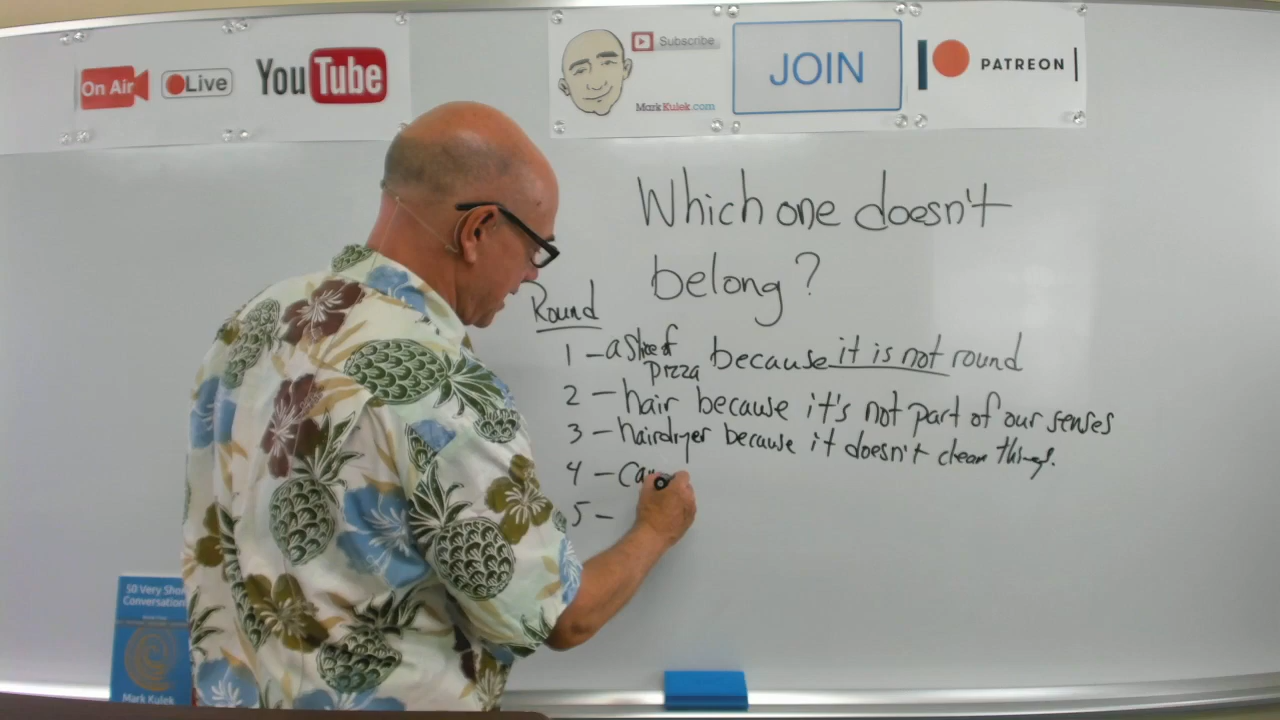 On Air
Live
YouTube
Subscribe
MarkKulek.com
JOIN
PATREON
Which one doesn't
belong?
Round
1 – a slice of pizza because it is not round
2 – hair because it's not part of our senses
3 – hairdryer because it doesn't clean things.
4 – Ca
5 –
50 Very Sho
Conversation
Mark Kulek